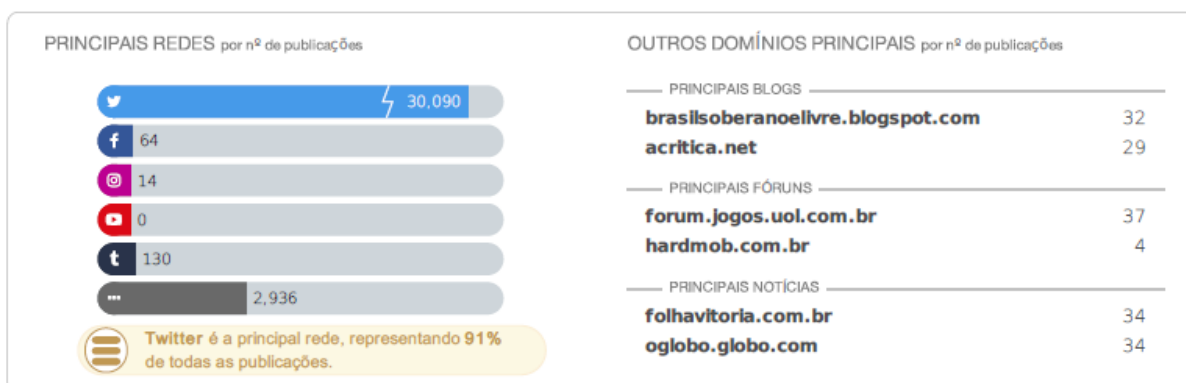 PRINCIPAIS REDES por nº de publicações
30,090
f 64
14
0
t 130
... 2,936
Twitter é a principal rede, representando 91%
de todas as publicações.
OUTROS DOMÍNIOS PRINCIPAIS por nº de publicações
PRINCIPAIS BLOGS
brasilsoberanoelivre.blogspot.com 32
acritica.net 29
PRINCIPAIS FÓRUNS
forum.jogos.uol.com.br 37
hardmob.com.br 4
PRINCIPAIS NOTÍCIAS
folhavitoria.com.br 34
oglobo.globo.com 34